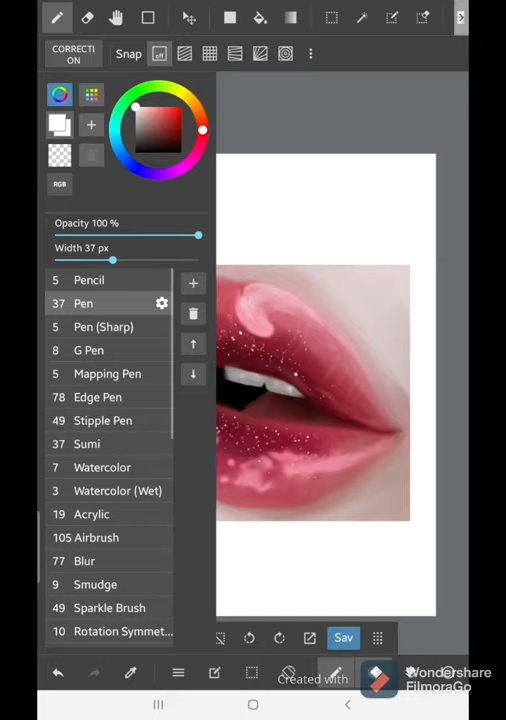 CORRECTI
ON
Snap
off
RGB
Opacity 100 %
Width 37 px
5 Pencil
37 Pen
5 Pen (Sharp)
8 G Pen
5 Mapping Pen
78 Edge Pen
49 Stipple Pen
37 Sumi
7 Watercolor
3 Watercolor (Wet)
19 Acrylic
105 Airbrush
77 Blur
9 Smudge
49 Sparkle Brush
10 Rotation Symmet...
Sav
Created with
Wondershare
FilmoraGo